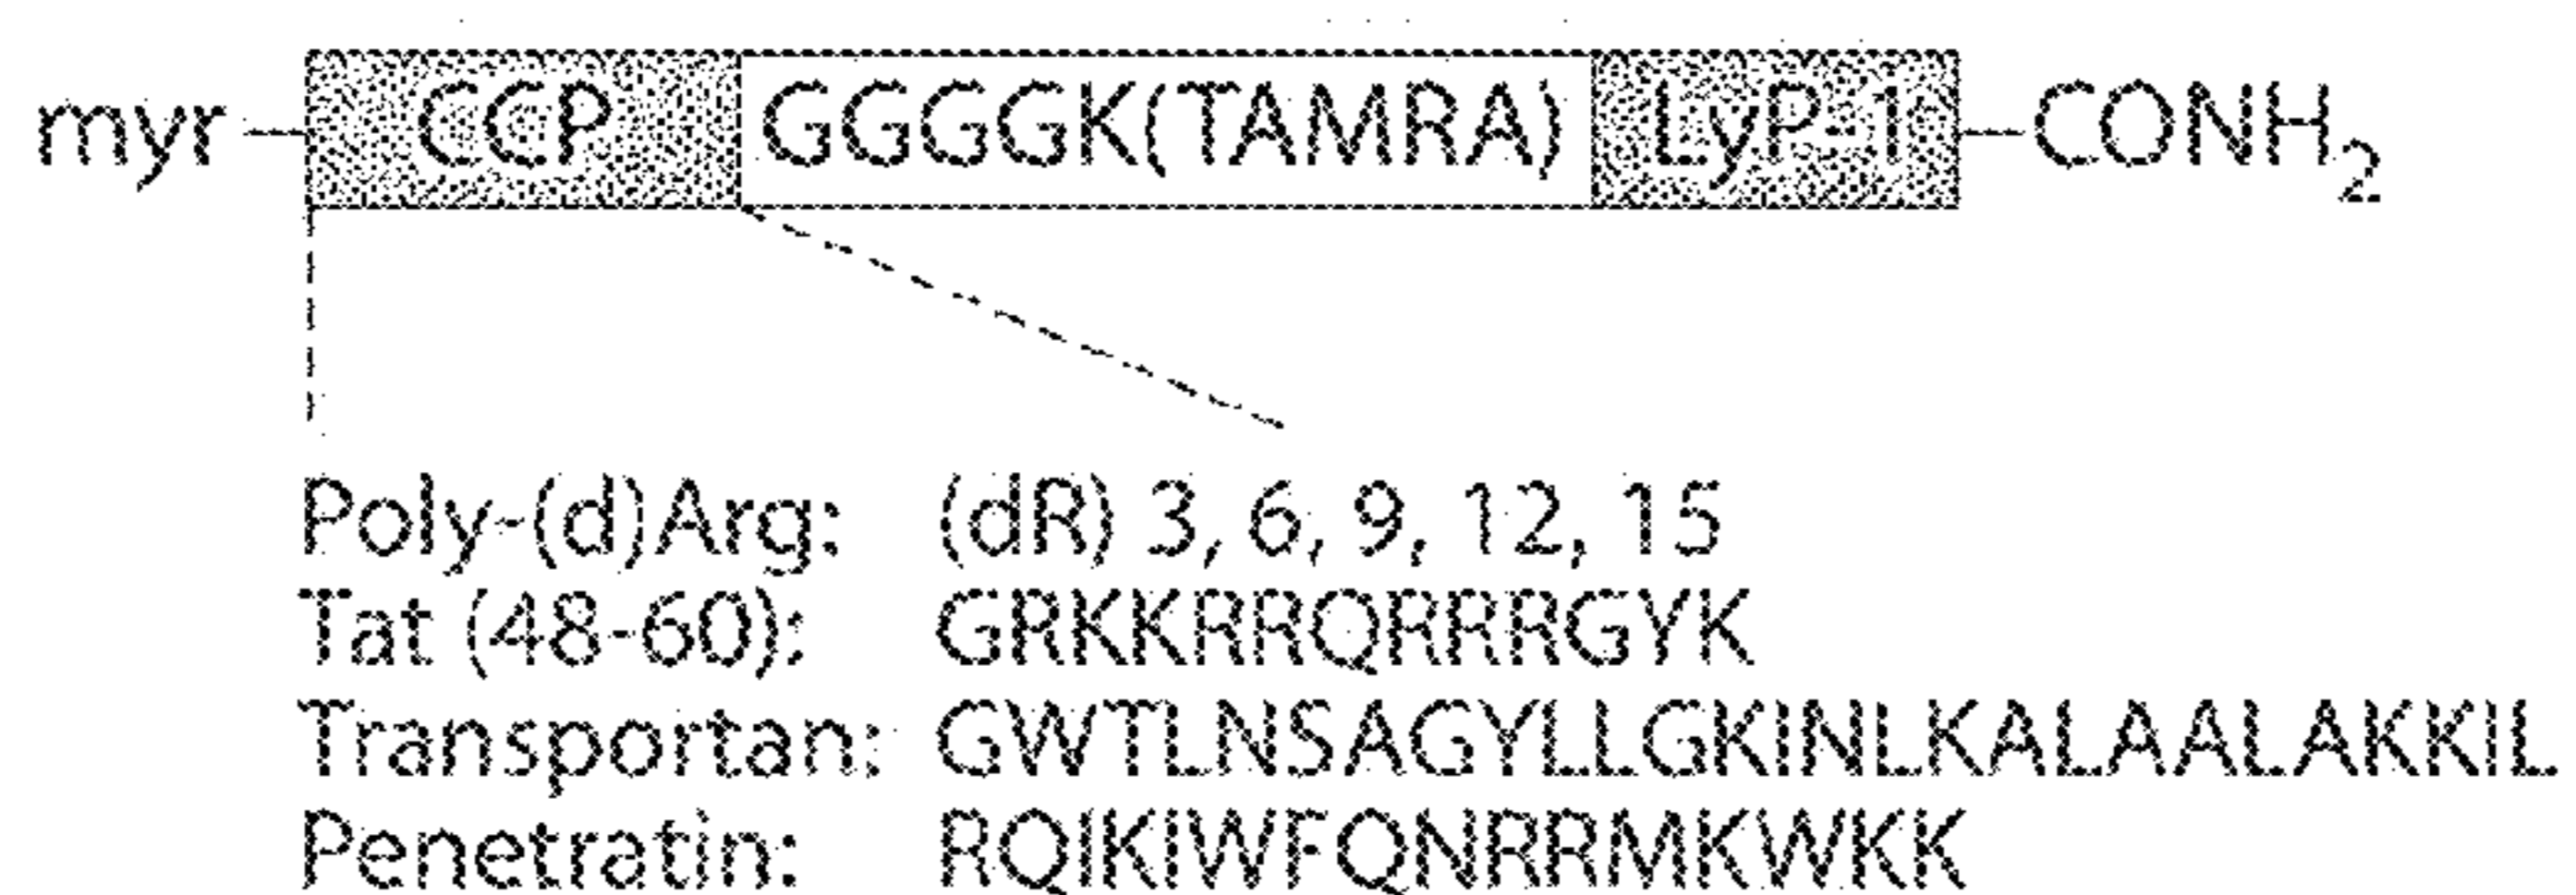 myr CCP GGGGK(TAMRA) LyP-1 CONH2
Poly-(d)Arg: (dR) 3, 6, 9, 12, 15
Tat (48-60): GRKKRRQRRRGYK
Transportan: GWTLNSAGYLLGKINLKALAALAKKIL
Penetratin: RQIKIWFQNRRMKWKK